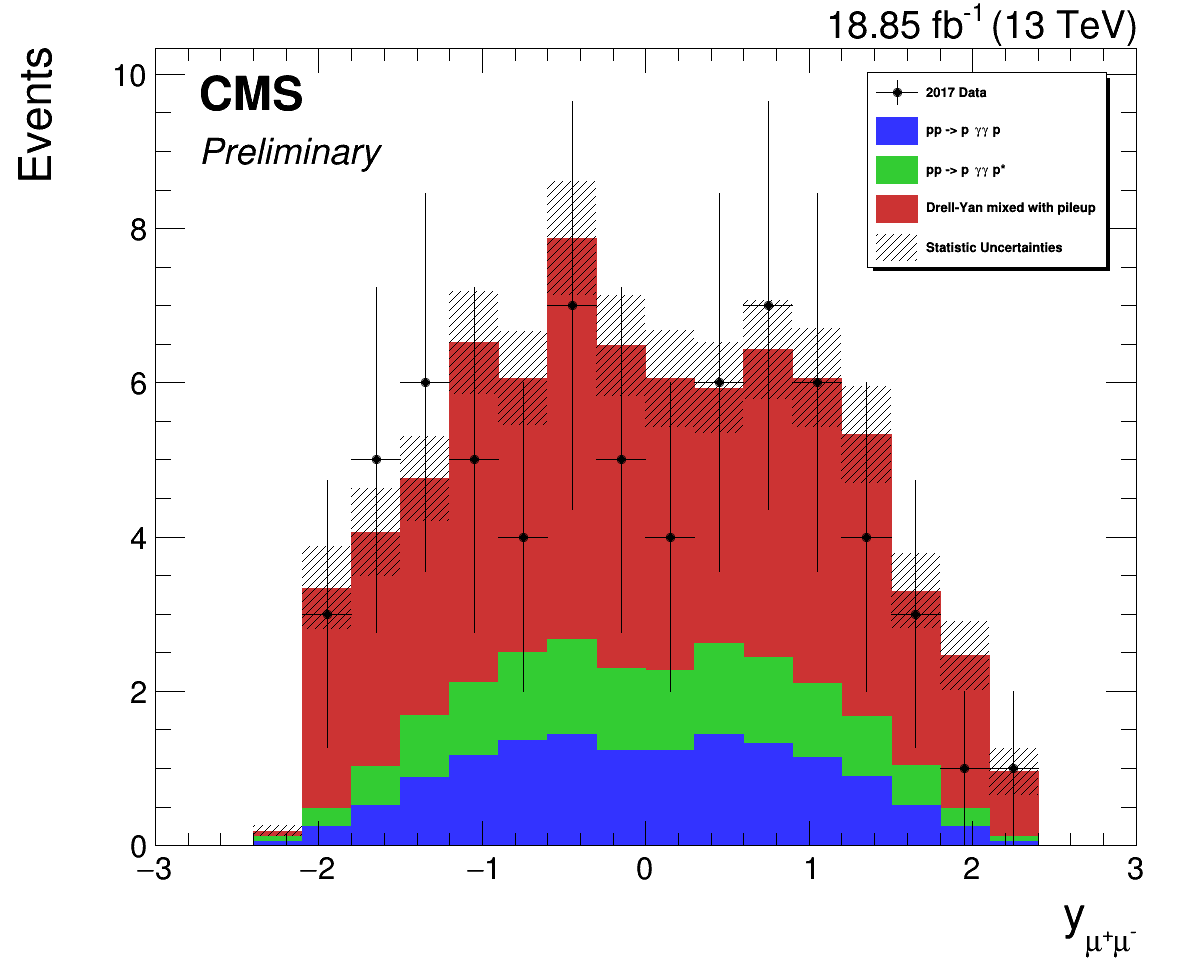 18.85 fb⁻¹ (13 TeV)
Events
CMS
Preliminary
2017 Data
pp -> p γγ p
pp -> p γγ p*
Drell-Yan mixed with pileup
Statistic Uncertainties
10
8
6
4
2
0
−3 −2 −1 0 1 2 3
y μ⁺μ⁻